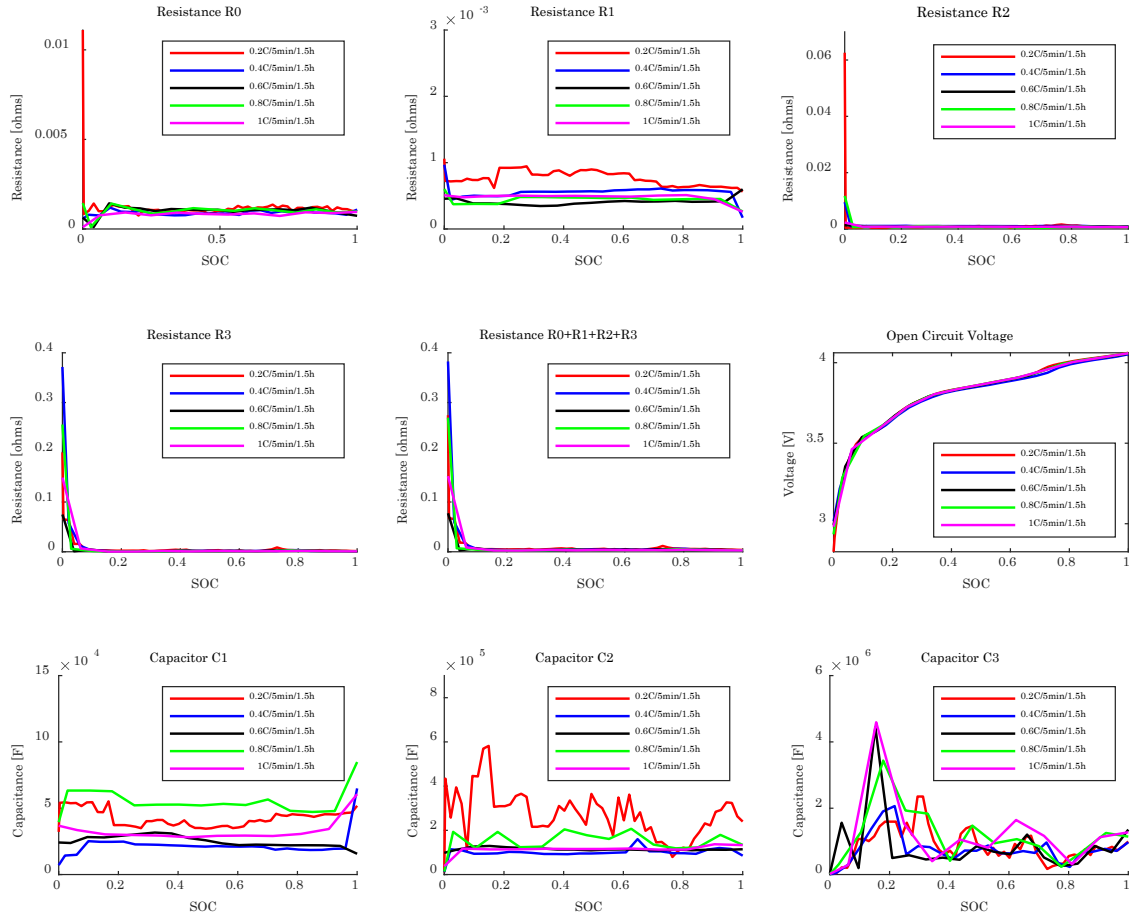 Resistance R0
Resistance [ohms]
0.01
0.005
0
0 0.5 1
SOC
0.2C/5min/1.5h
0.4C/5min/1.5h
0.6C/5min/1.5h
0.8C/5min/1.5h
1C/5min/1.5h
Resistance R1
× 10 -3
Resistance [ohms]
3
2
1
0
0 0.2 0.4 0.6 0.8 1
SOC
0.2C/5min/1.5h
0.4C/5min/1.5h
0.6C/5min/1.5h
0.8C/5min/1.5h
1C/5min/1.5h
Resistance R2
Resistance [ohms]
0.06
0.04
0.02
0
0 0.2 0.4 0.6 0.8 1
SOC
0.2C/5min/1.5h
0.4C/5min/1.5h
0.6C/5min/1.5h
0.8C/5min/1.5h
1C/5min/1.5h
Resistance R3
Resistance [ohms]
0.4
0.3
0.2
0.1
0
0 0.2 0.4 0.6 0.8 1
SOC
0.2C/5min/1.5h
0.4C/5min/1.5h
0.6C/5min/1.5h
0.8C/5min/1.5h
1C/5min/1.5h
Resistance R0+R1+R2+R3
Resistance [ohms]
0.4
0.3
0.2
0.1
0
0 0.2 0.4 0.6 0.8 1
SOC
0.2C/5min/1.5h
0.4C/5min/1.5h
0.6C/5min/1.5h
0.8C/5min/1.5h
1C/5min/1.5h
Open Circuit Voltage
Voltage [V]
4
3.5
3
0 0.2 0.4 0.6 0.8 1
SOC
0.2C/5min/1.5h
0.4C/5min/1.5h
0.6C/5min/1.5h
0.8C/5min/1.5h
1C/5min/1.5h
Capacitor C1
× 10 4
Capacitance [F]
15
10
5
0
0 0.2 0.4 0.6 0.8 1
SOC
0.2C/5min/1.5h
0.4C/5min/1.5h
0.6C/5min/1.5h
0.8C/5min/1.5h
1C/5min/1.5h
Capacitor C2
× 10 5
Capacitance [F]
8
6
4
2
0
0 0.2 0.4 0.6 0.8 1
SOC
0.2C/5min/1.5h
0.4C/5min/1.5h
0.6C/5min/1.5h
0.8C/5min/1.5h
1C/5min/1.5h
Capacitor C3
× 10 6
Capacitance [F]
6
4
2
0
0 0.2 0.4 0.6 0.8 1
SOC
0.2C/5min/1.5h
0.4C/5min/1.5h
0.6C/5min/1.5h
0.8C/5min/1.5h
1C/5min/1.5h